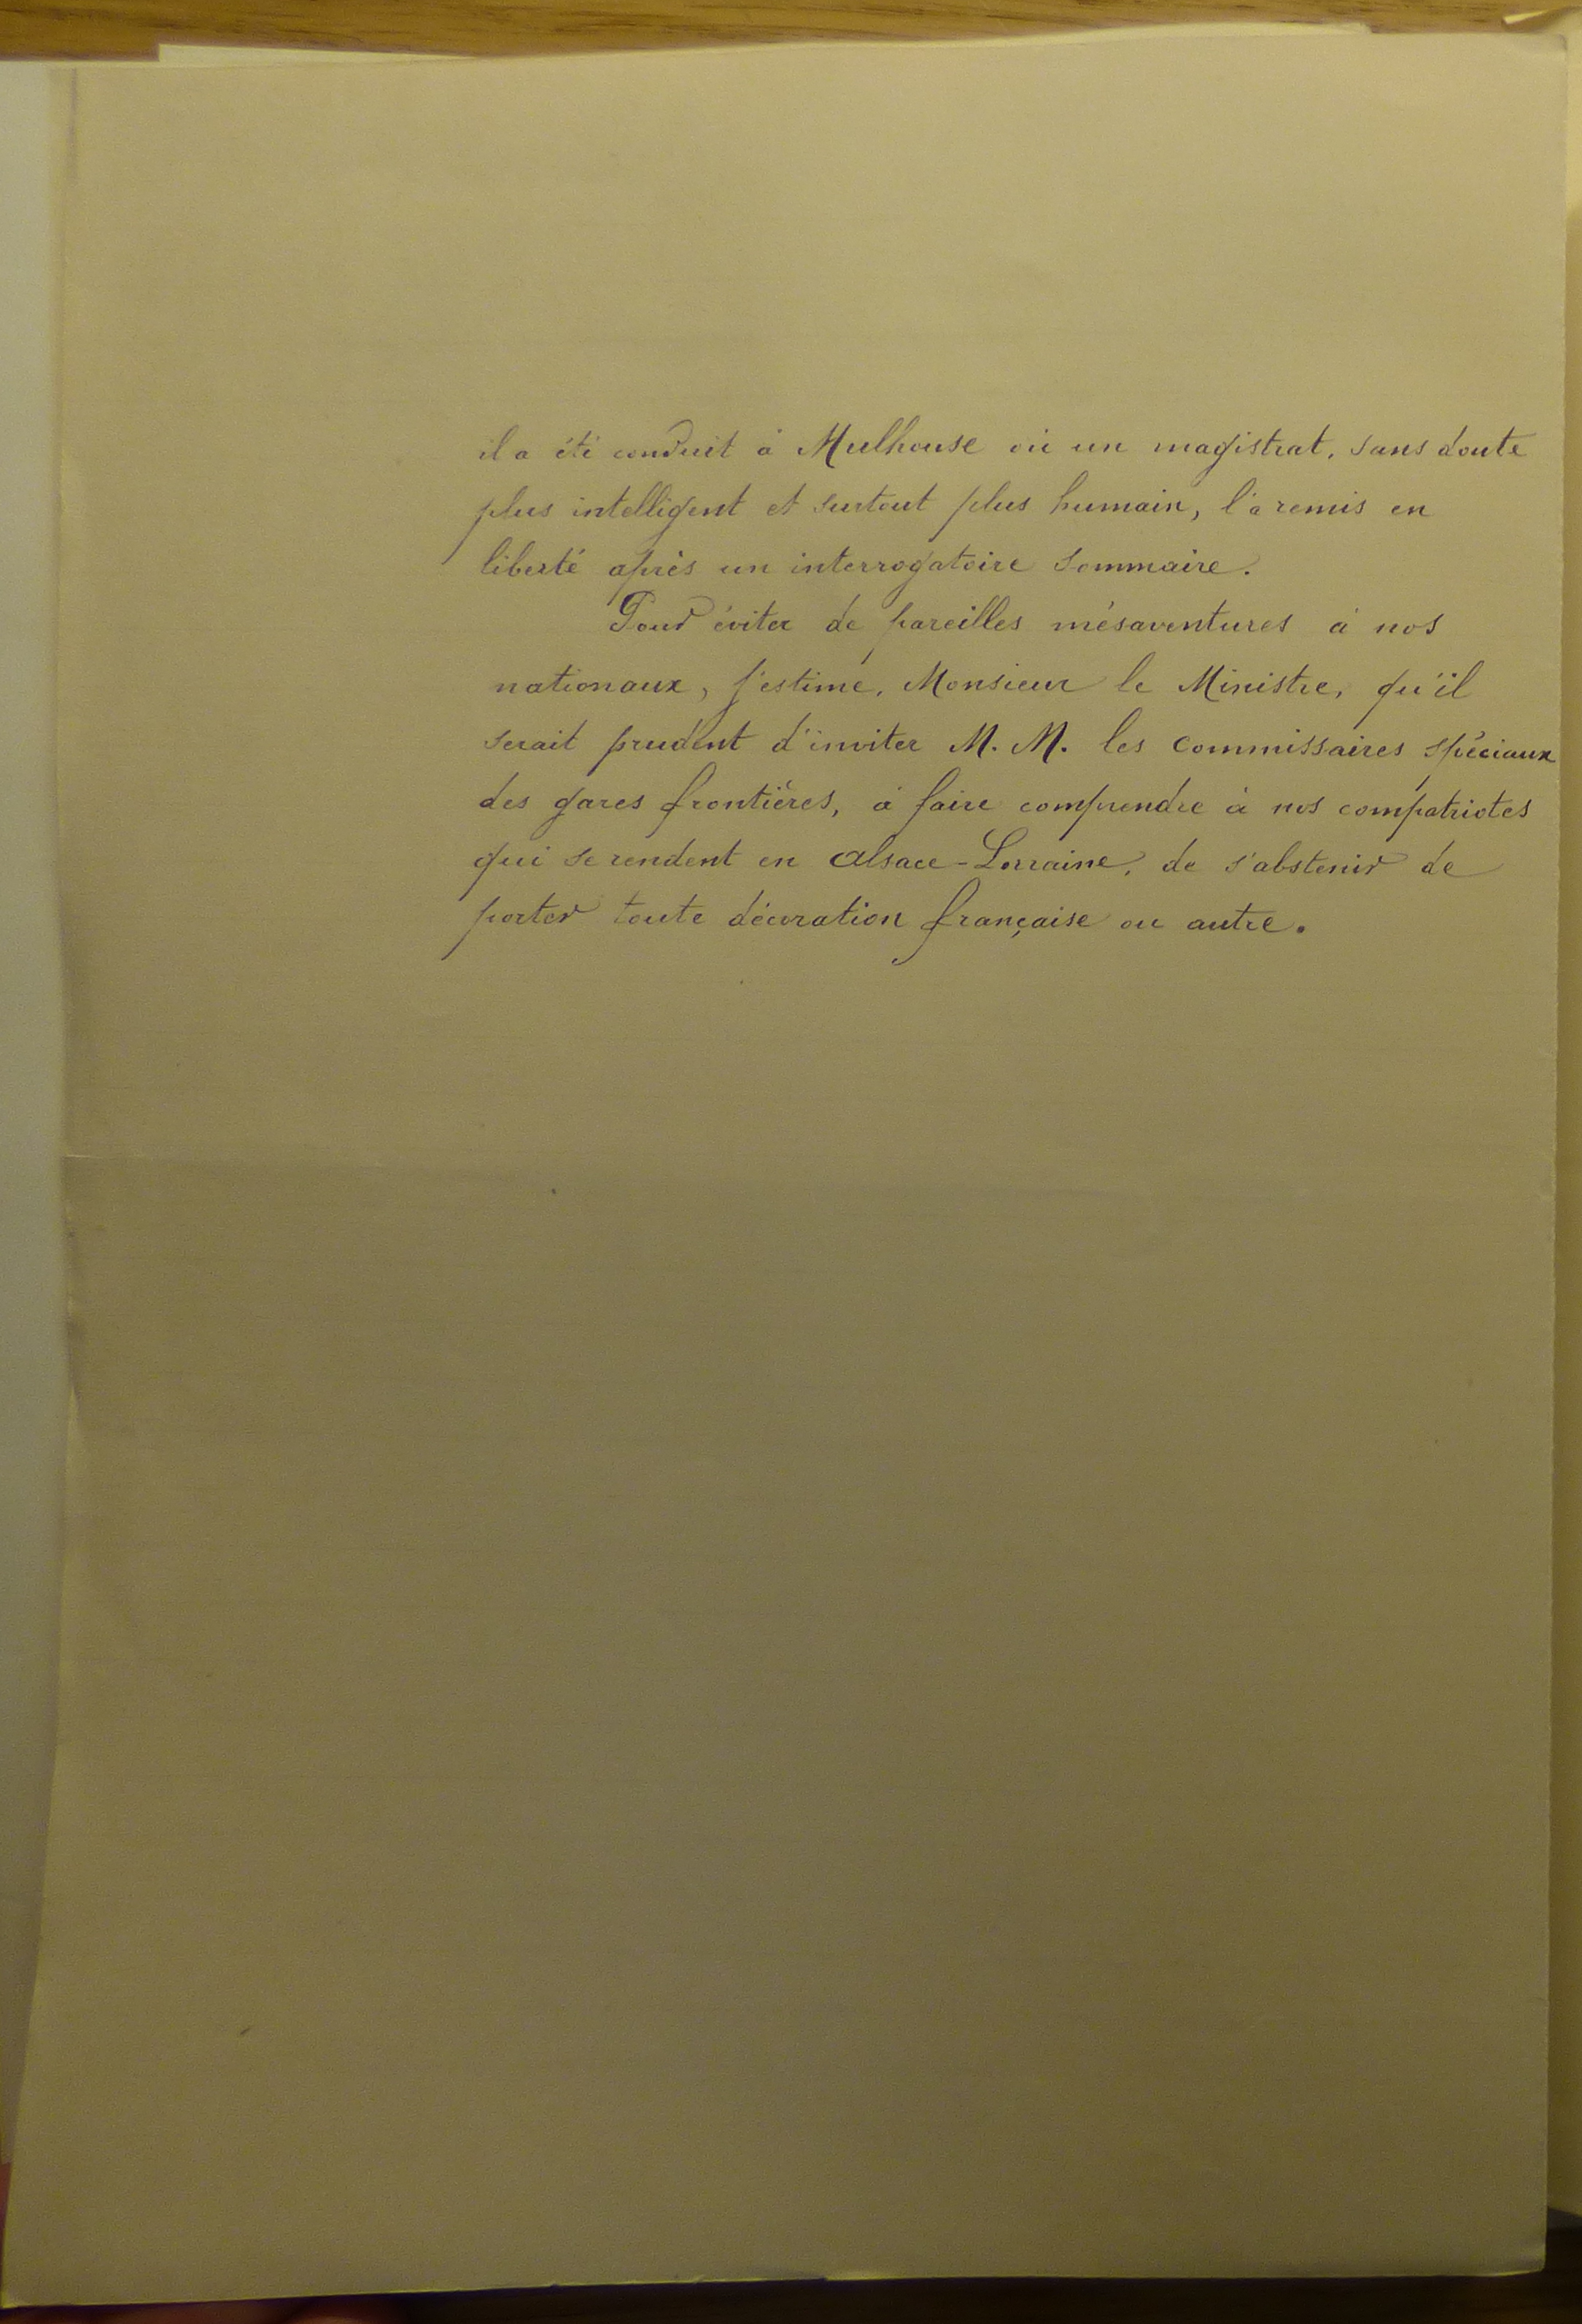 il a été conduit à Mulhouse où un magistrat, sans doute
plus intelligent et surtout plus humain, l'a remis en
liberté après un interrogatoire sommaire.
Pour éviter de pareilles mésaventures à nos
nationaux, j'estime, Monsieur le Ministre, qu'il
serait prudent d'inviter M. M. les commissaires spéciaux
des gares frontières, à faire comprendre à nos compatriotes
qui se rendent en Alsace-Lorraine, de s'abstenir de
porter toute décoration française ou autre.